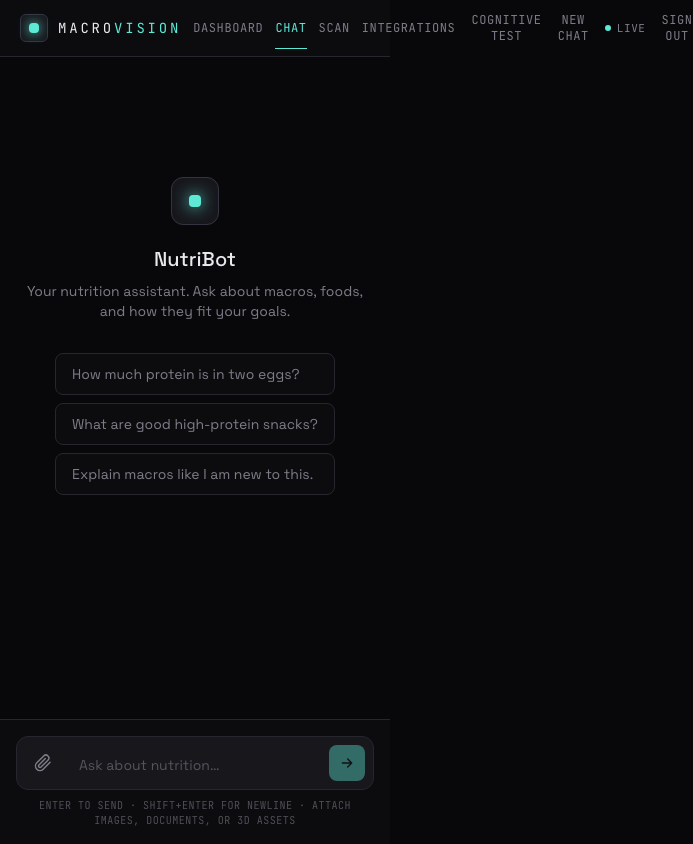 MACROVISION DASHBOARD CHAT SCAN INTEGRATIONS COGNITIVE TEST NEW CHAT LIVE SIGN OUT
NutriBot
Your nutrition assistant. Ask about macros, foods,
and how they fit your goals.
How much protein is in two eggs?
What are good high-protein snacks?
Explain macros like I am new to this.
Ask about nutrition...
ENTER TO SEND · SHIFT+ENTER FOR NEWLINE · ATTACH
IMAGES, DOCUMENTS, OR 3D ASSETS